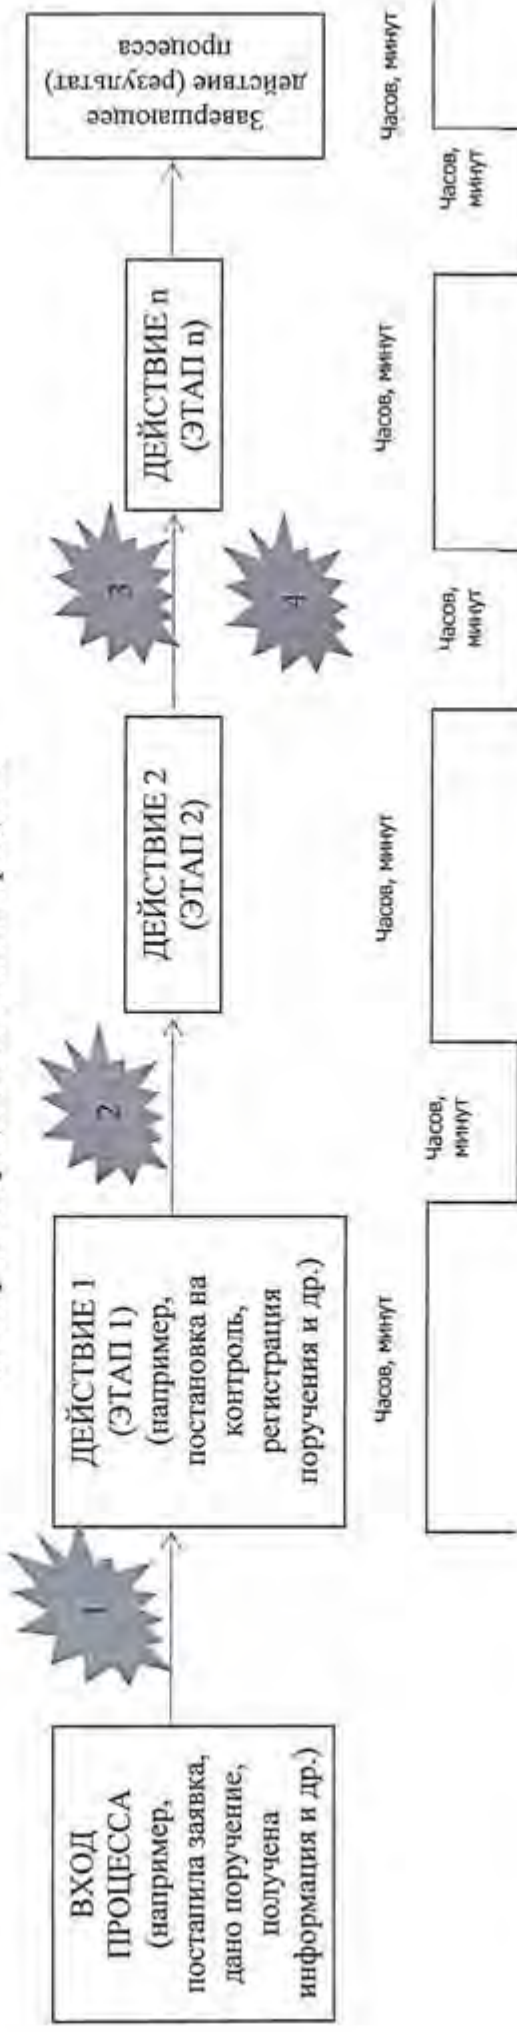 ВХОД
ПРОЦЕССА
(например,
постапила заявка,
дано поручение,
получена
информация и др.)
1
ДЕЙСТВИЕ 1
(ЭТАП 1)
(например,
постановка на
контроль,
регистрация
поручения и др.)
2
ДЕЙСТВИЕ 2
(ЭТАП 2)
3
4
ДЕЙСТВИЕ n
(ЭТАП n)
Завершающее
действие (результат)
процесса
Часов, минут
Часов,
минут
Часов, минут
Часов,
минут
Часов, минут
Часов,
минут
Часов, минут